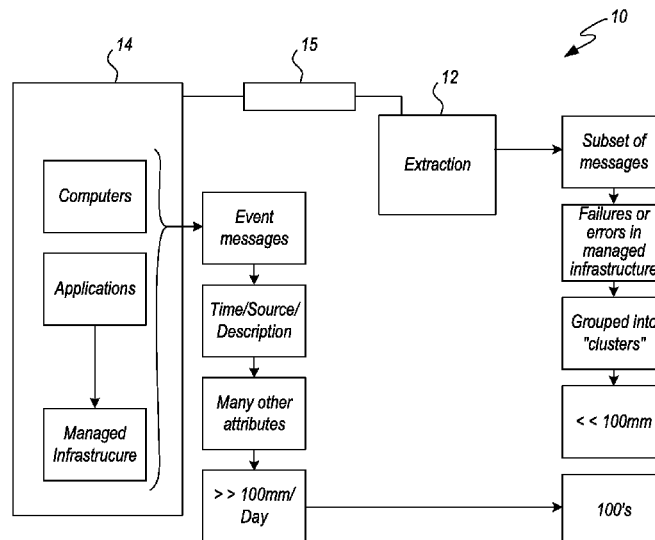 10
14
15
12
Computers
Applications
Managed
Infrastrucure
Event
messages
Time/Source/
Description
Many other
attributes
> > 100mm/
Day
Extraction
Subset of
messages
Failures or
errors in
managed
infrastructure
Grouped into
"clusters"
< < 100mm
100's